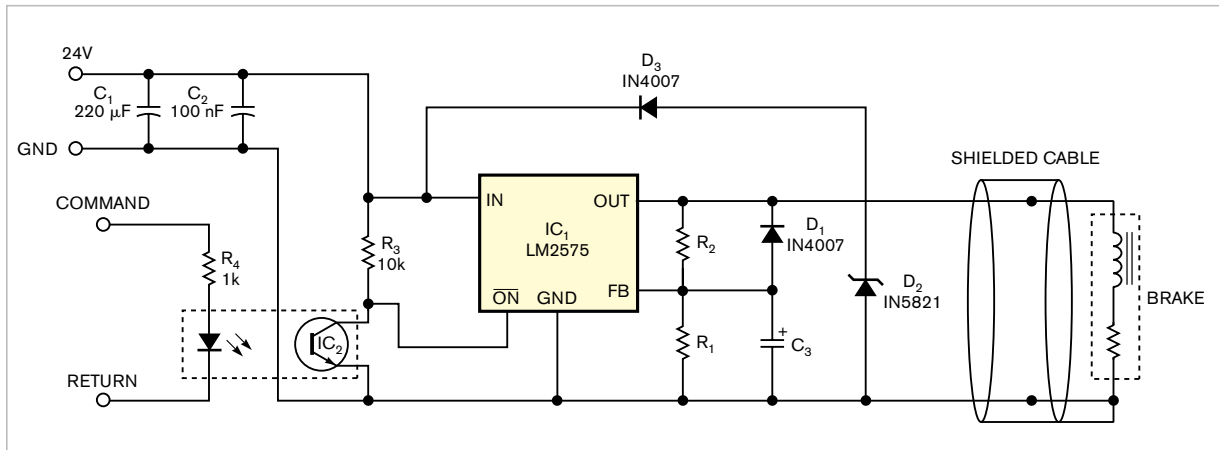 24V
C1
220 µF
C2
100 nF
GND
COMMAND
R4
1k
RETURN
IC2
R3
10k
IN
OUT
IC1
LM2575
ON
GND
FB
D3
IN4007
R2
R1
D1
IN4007
+
C3
D2
IN5821
SHIELDED CABLE
BRAKE